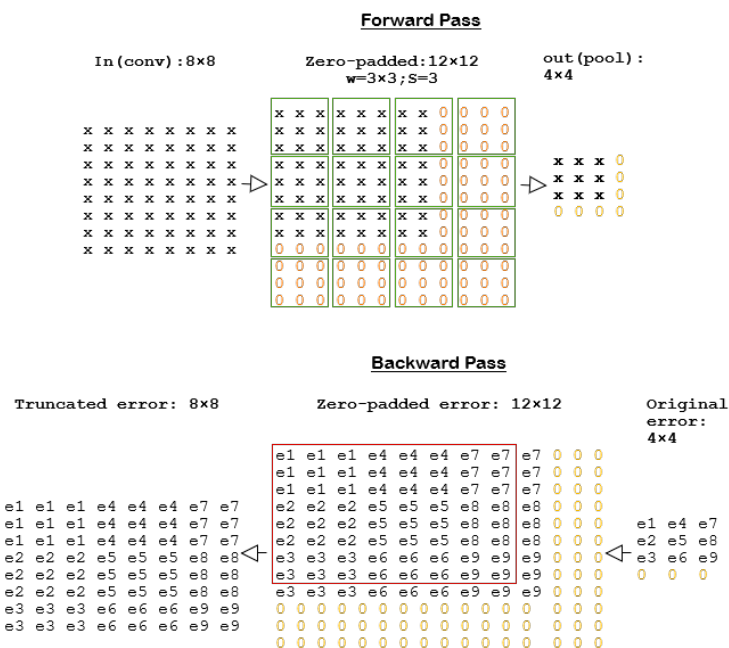 Forward Pass
In(conv):8×8
x x x x x x x x
x x x x x x x x
x x x x x x x x
x x x x x x x x
x x x x x x x x
x x x x x x x x
x x x x x x x x
x x x x x x x x
Zero-padded:12×12
w=3×3;S=3
x x x x x x x x 0 0 0 0
x x x x x x x x 0 0 0 0
x x x x x x x x 0 0 0 0
x x x x x x x x 0 0 0 0
x x x x x x x x 0 0 0 0
x x x x x x x x 0 0 0 0
x x x x x x x x 0 0 0 0
x x x x x x x x 0 0 0 0
0 0 0 0 0 0 0 0 0 0 0 0
0 0 0 0 0 0 0 0 0 0 0 0
0 0 0 0 0 0 0 0 0 0 0 0
0 0 0 0 0 0 0 0 0 0 0 0
out(pool):
4×4
x x x 0
x x x 0
x x x 0
0 0 0 0
Backward Pass
Truncated error: 8×8
e1 e1 e1 e4 e4 e4 e7 e7
e1 e1 e1 e4 e4 e4 e7 e7
e1 e1 e1 e4 e4 e4 e7 e7
e2 e2 e2 e5 e5 e5 e8 e8
e2 e2 e2 e5 e5 e5 e8 e8
e2 e2 e2 e5 e5 e5 e8 e8
e3 e3 e3 e6 e6 e6 e9 e9
e3 e3 e3 e6 e6 e6 e9 e9
Zero-padded error: 12×12
e1 e1 e1 e4 e4 e4 e7 e7 e7 0 0 0
e1 e1 e1 e4 e4 e4 e7 e7 e7 0 0 0
e1 e1 e1 e4 e4 e4 e7 e7 e7 0 0 0
e2 e2 e2 e5 e5 e5 e8 e8 e8 0 0 0
e2 e2 e2 e5 e5 e5 e8 e8 e8 0 0 0
e2 e2 e2 e5 e5 e5 e8 e8 e8 0 0 0
e3 e3 e3 e6 e6 e6 e9 e9 e9 0 0 0
e3 e3 e3 e6 e6 e6 e9 e9 e9 0 0 0
e3 e3 e3 e6 e6 e6 e9 e9 e9 0 0 0
0 0 0 0 0 0 0 0 0 0 0 0
0 0 0 0 0 0 0 0 0 0 0 0
0 0 0 0 0 0 0 0 0 0 0 0
Original
error:
4×4
e1 e4 e7
e2 e5 e8
e3 e6 e9
0 0 0